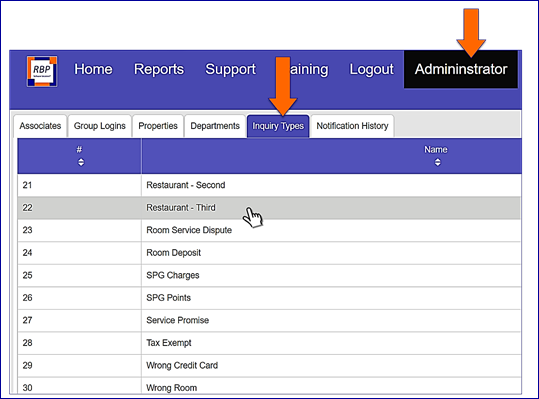 RBP
Home Reports Support Training Logout Admininstrator
Associates Group Logins Properties Departments Inquiry Types Notification History
# Name
21 Restaurant - Second
22 Restaurant - Third
23 Room Service Dispute
24 Room Deposit
25 SPG Charges
26 SPG Points
27 Service Promise
28 Tax Exempt
29 Wrong Credit Card
30 Wrong Room